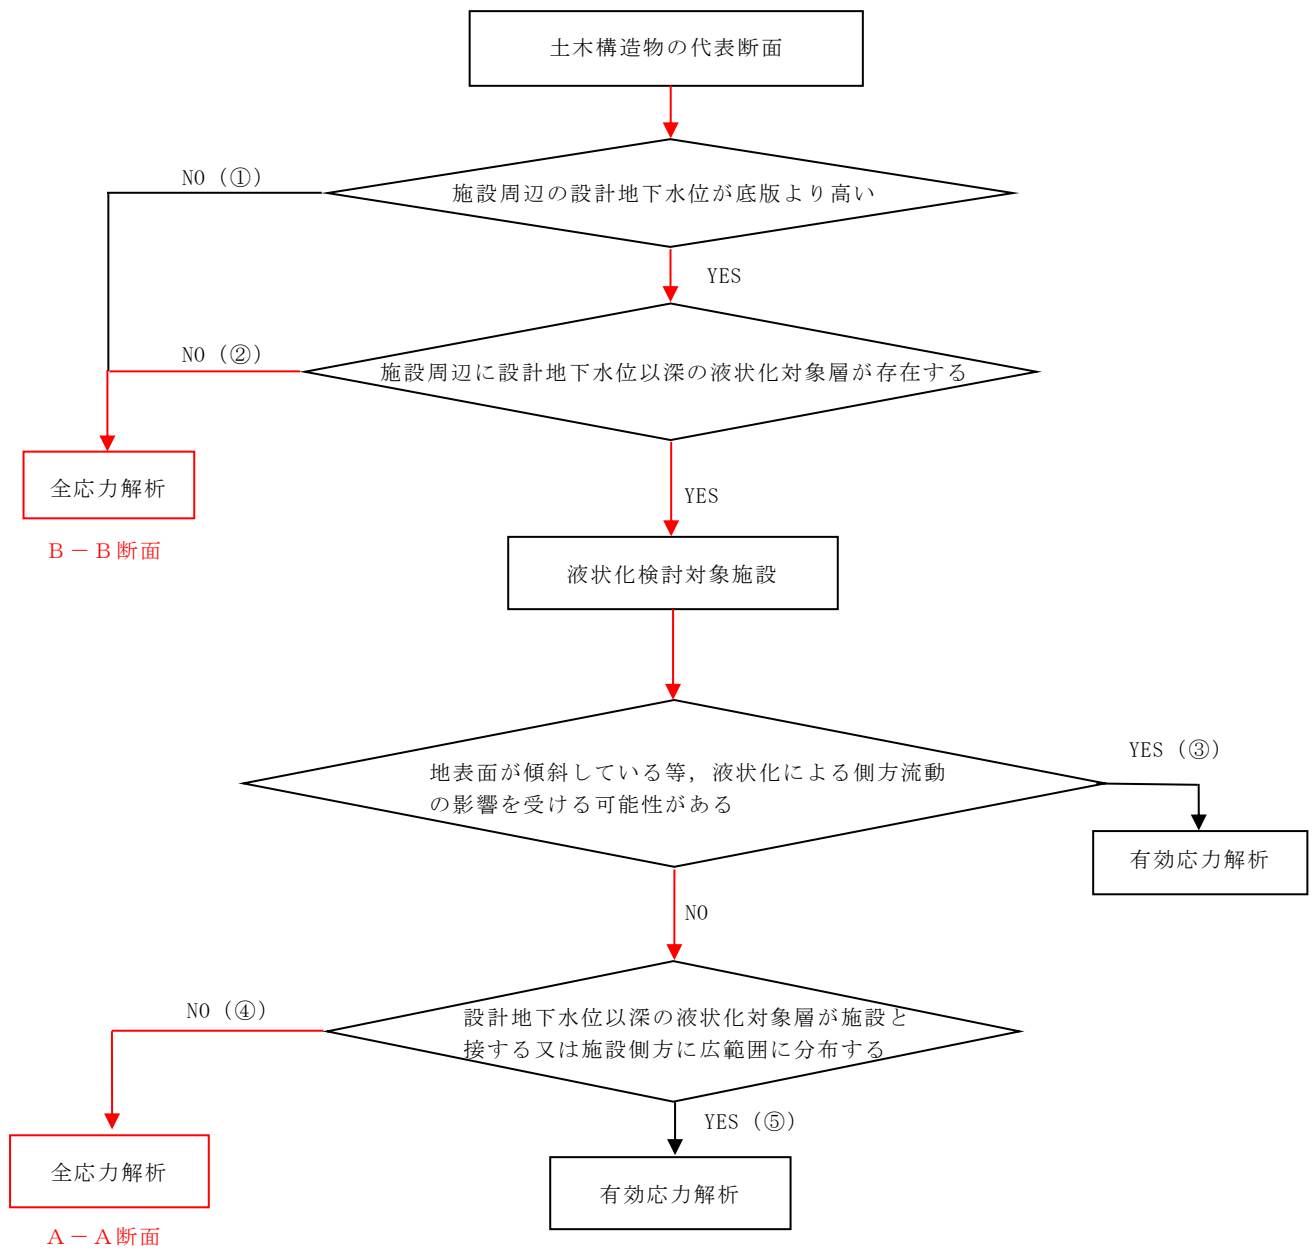 土木構造物の代表断面
NO（①）
施設周辺の設計地下水位が底版より高い
YES
NO（②）
施設周辺に設計地下水位以深の液状化対象層が存在する
全応力解析
YES
B－B断面
液状化検討対象施設
YES（③）
地表面が傾斜している等，液状化による側方流動
の影響を受ける可能性がある
有効応力解析
NO
NO（④）
設計地下水位以深の液状化対象層が施設と
接する又は施設側方に広範囲に分布する
YES（⑤）
全応力解析
有効応力解析
A－A断面